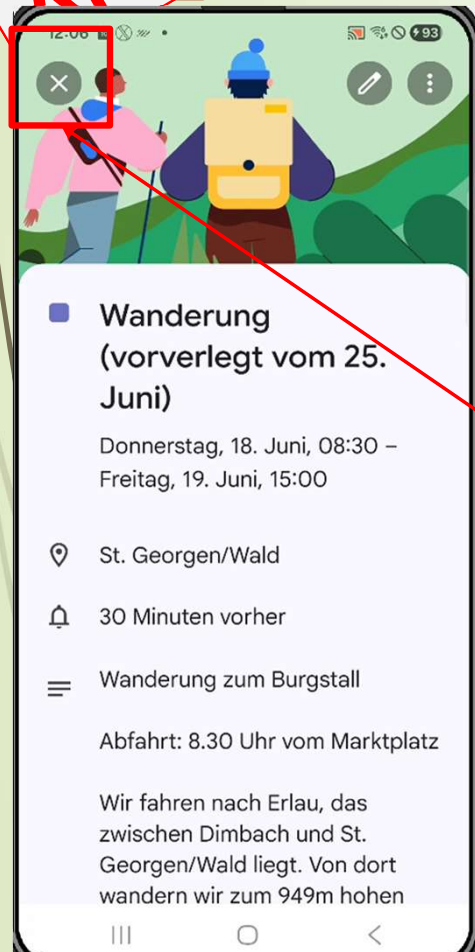 12:06
93
Wanderung
(vorverlegt vom 25.
Juni)
Donnerstag, 18. Juni, 08:30 –
Freitag, 19. Juni, 15:00
St. Georgen/Wald
30 Minuten vorher
Wanderung zum Burgstall
Abfahrt: 8.30 Uhr vom Marktplatz
Wir fahren nach Erlau, das
zwischen Dimbach und St.
Georgen/Wald liegt. Von dort
wandern wir zum 949m hohen